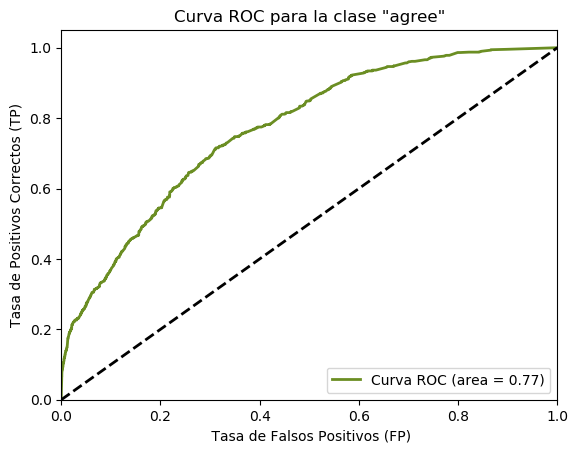 Curva ROC para la clase "agree"
Tasa de Positivos Correctos (TP)
1.0
0.8
0.6
0.4
0.2
0.0
0.0 0.2 0.4 0.6 0.8 1.0
Curva ROC (area = 0.77)
Tasa de Falsos Positivos (FP)